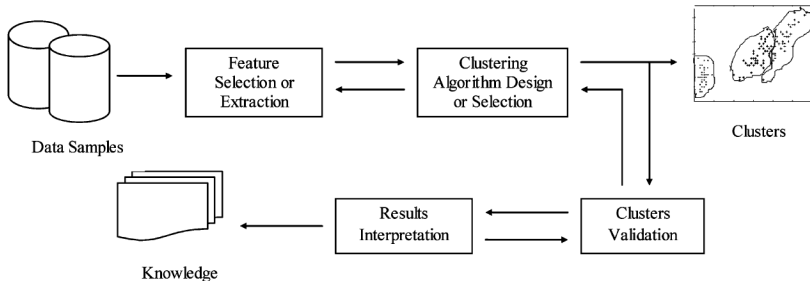 Feature
Selection or
Extraction
Clustering
Algorithm Design
or Selection
Clusters
Data Samples
Results
Interpretation
Clusters
Validation
Knowledge